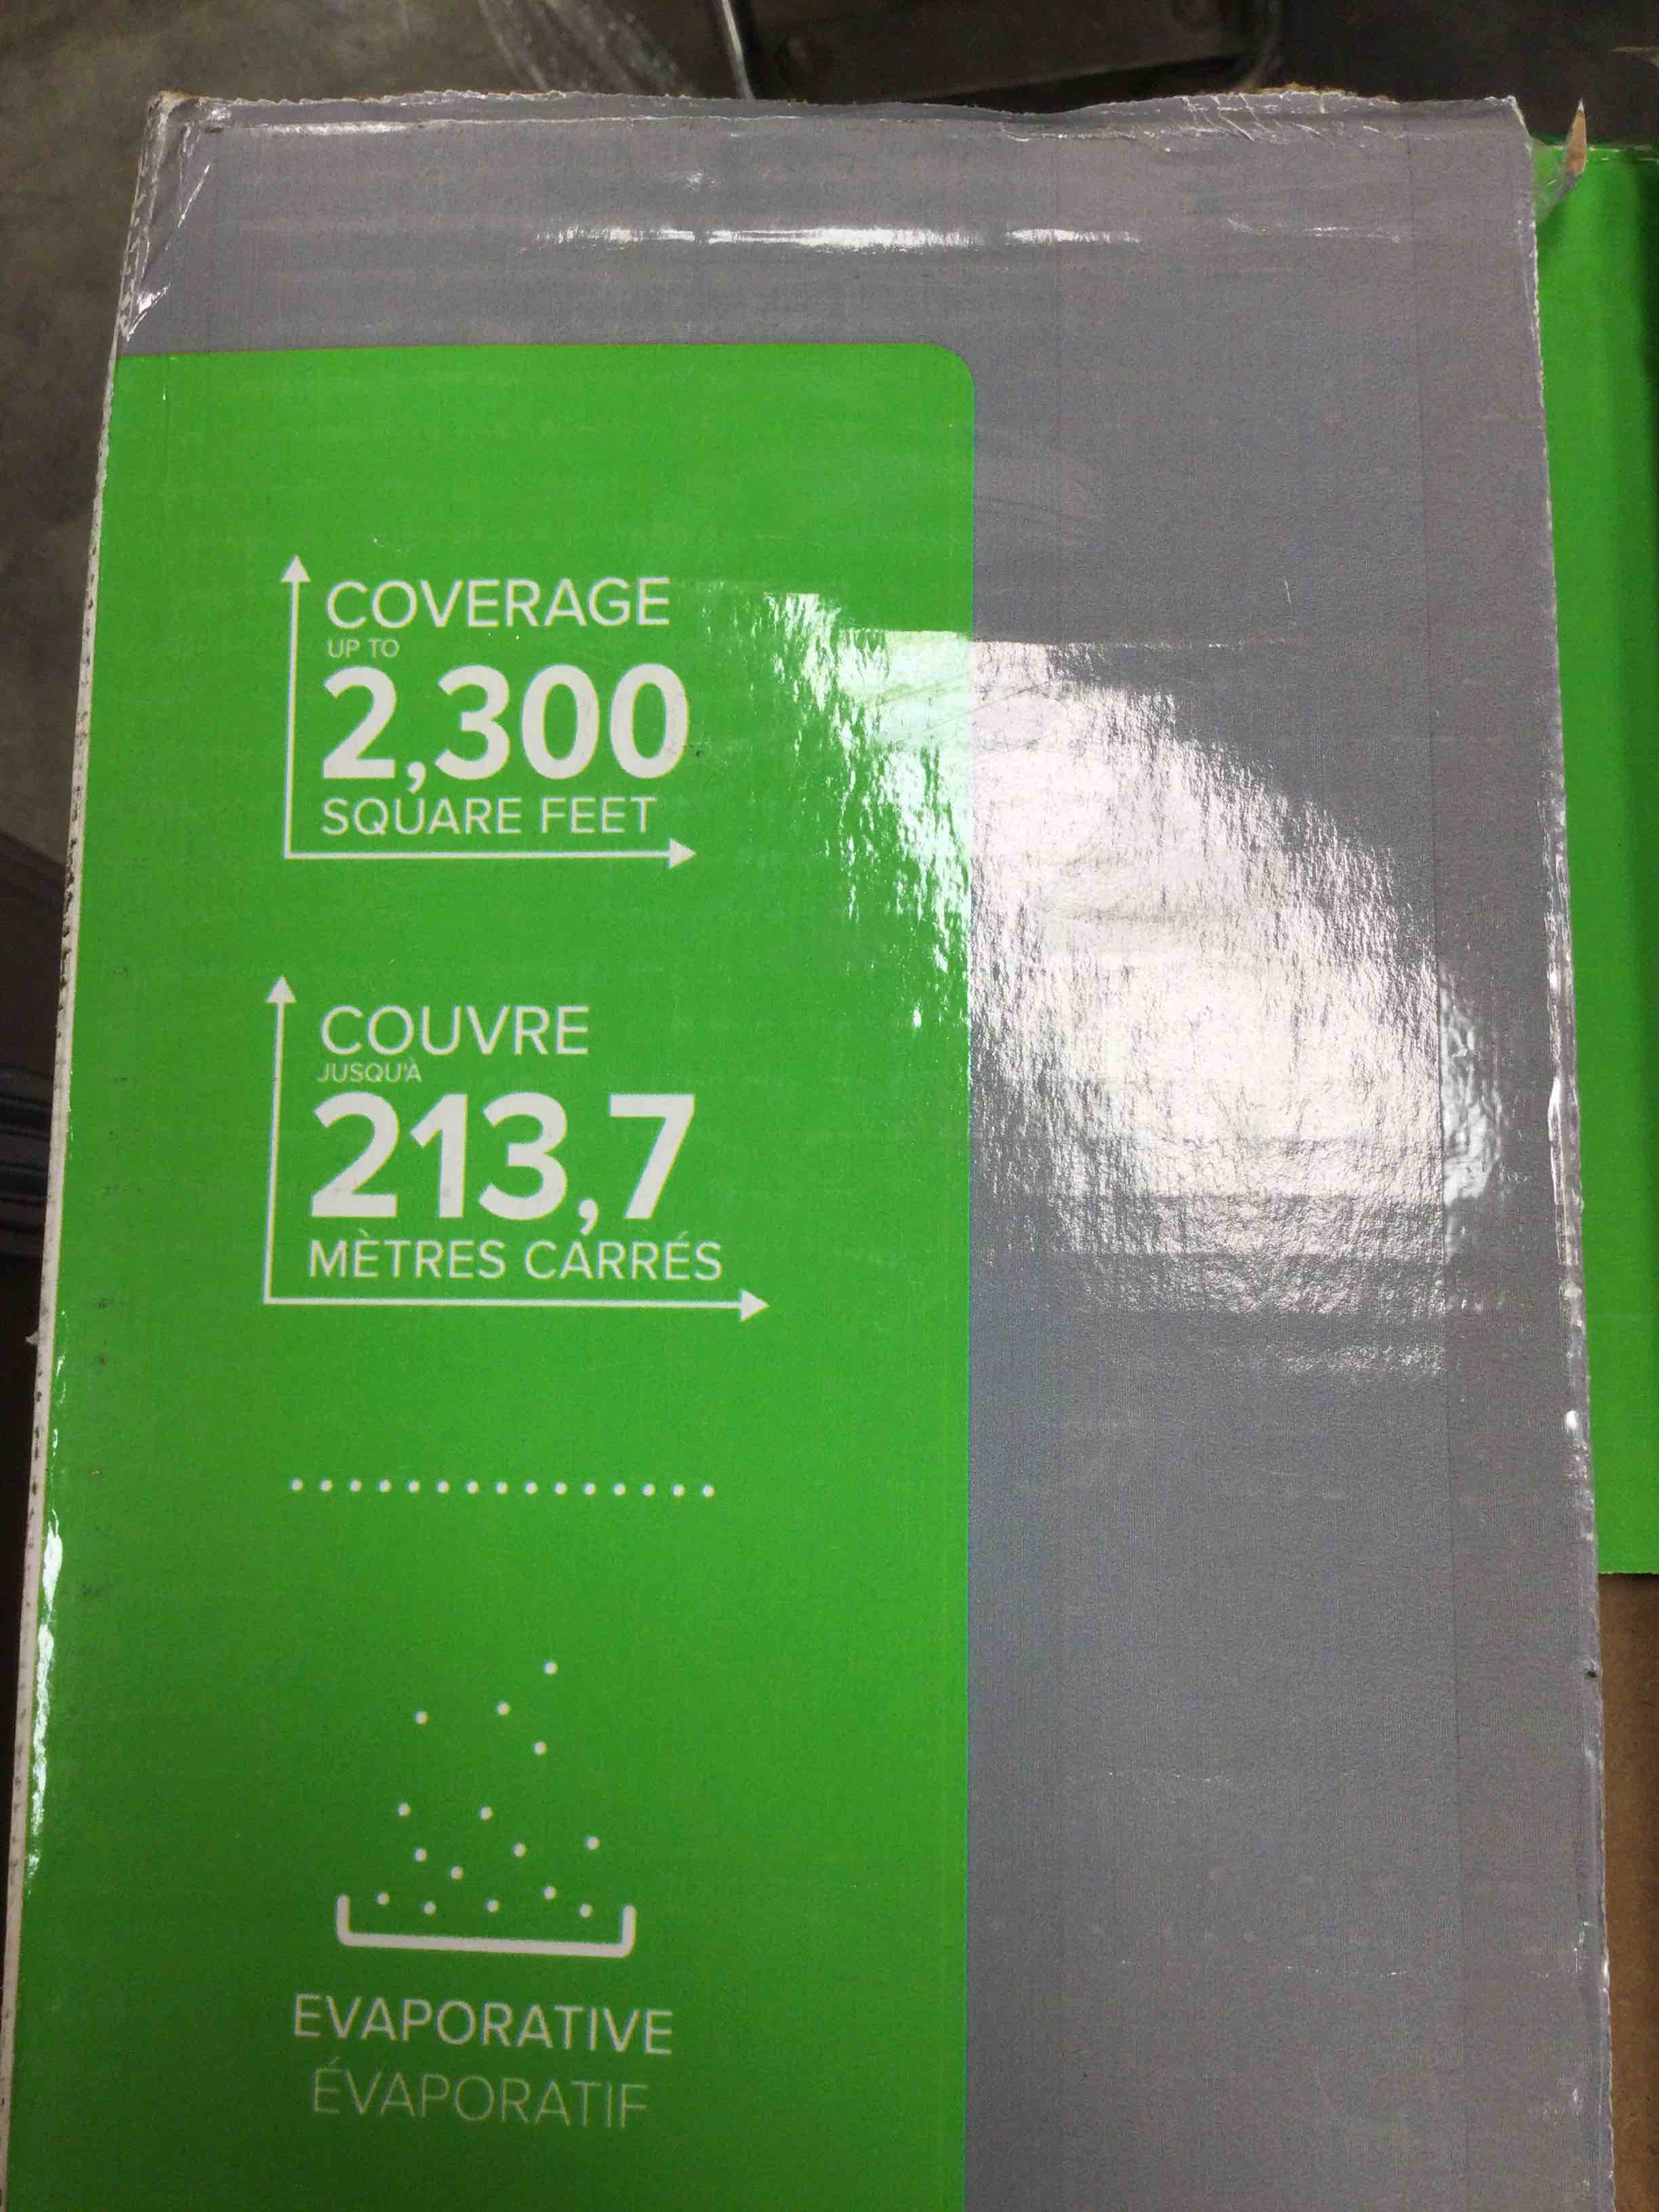 COVERAGE
UP TO
2,300
SQUARE FEET
COUVRE
JUSQU'À
213,7
MÈTRES CARRÉS
EVAPORATIVE
ÉVAPORATIF